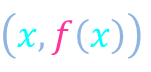 (x, f(x))